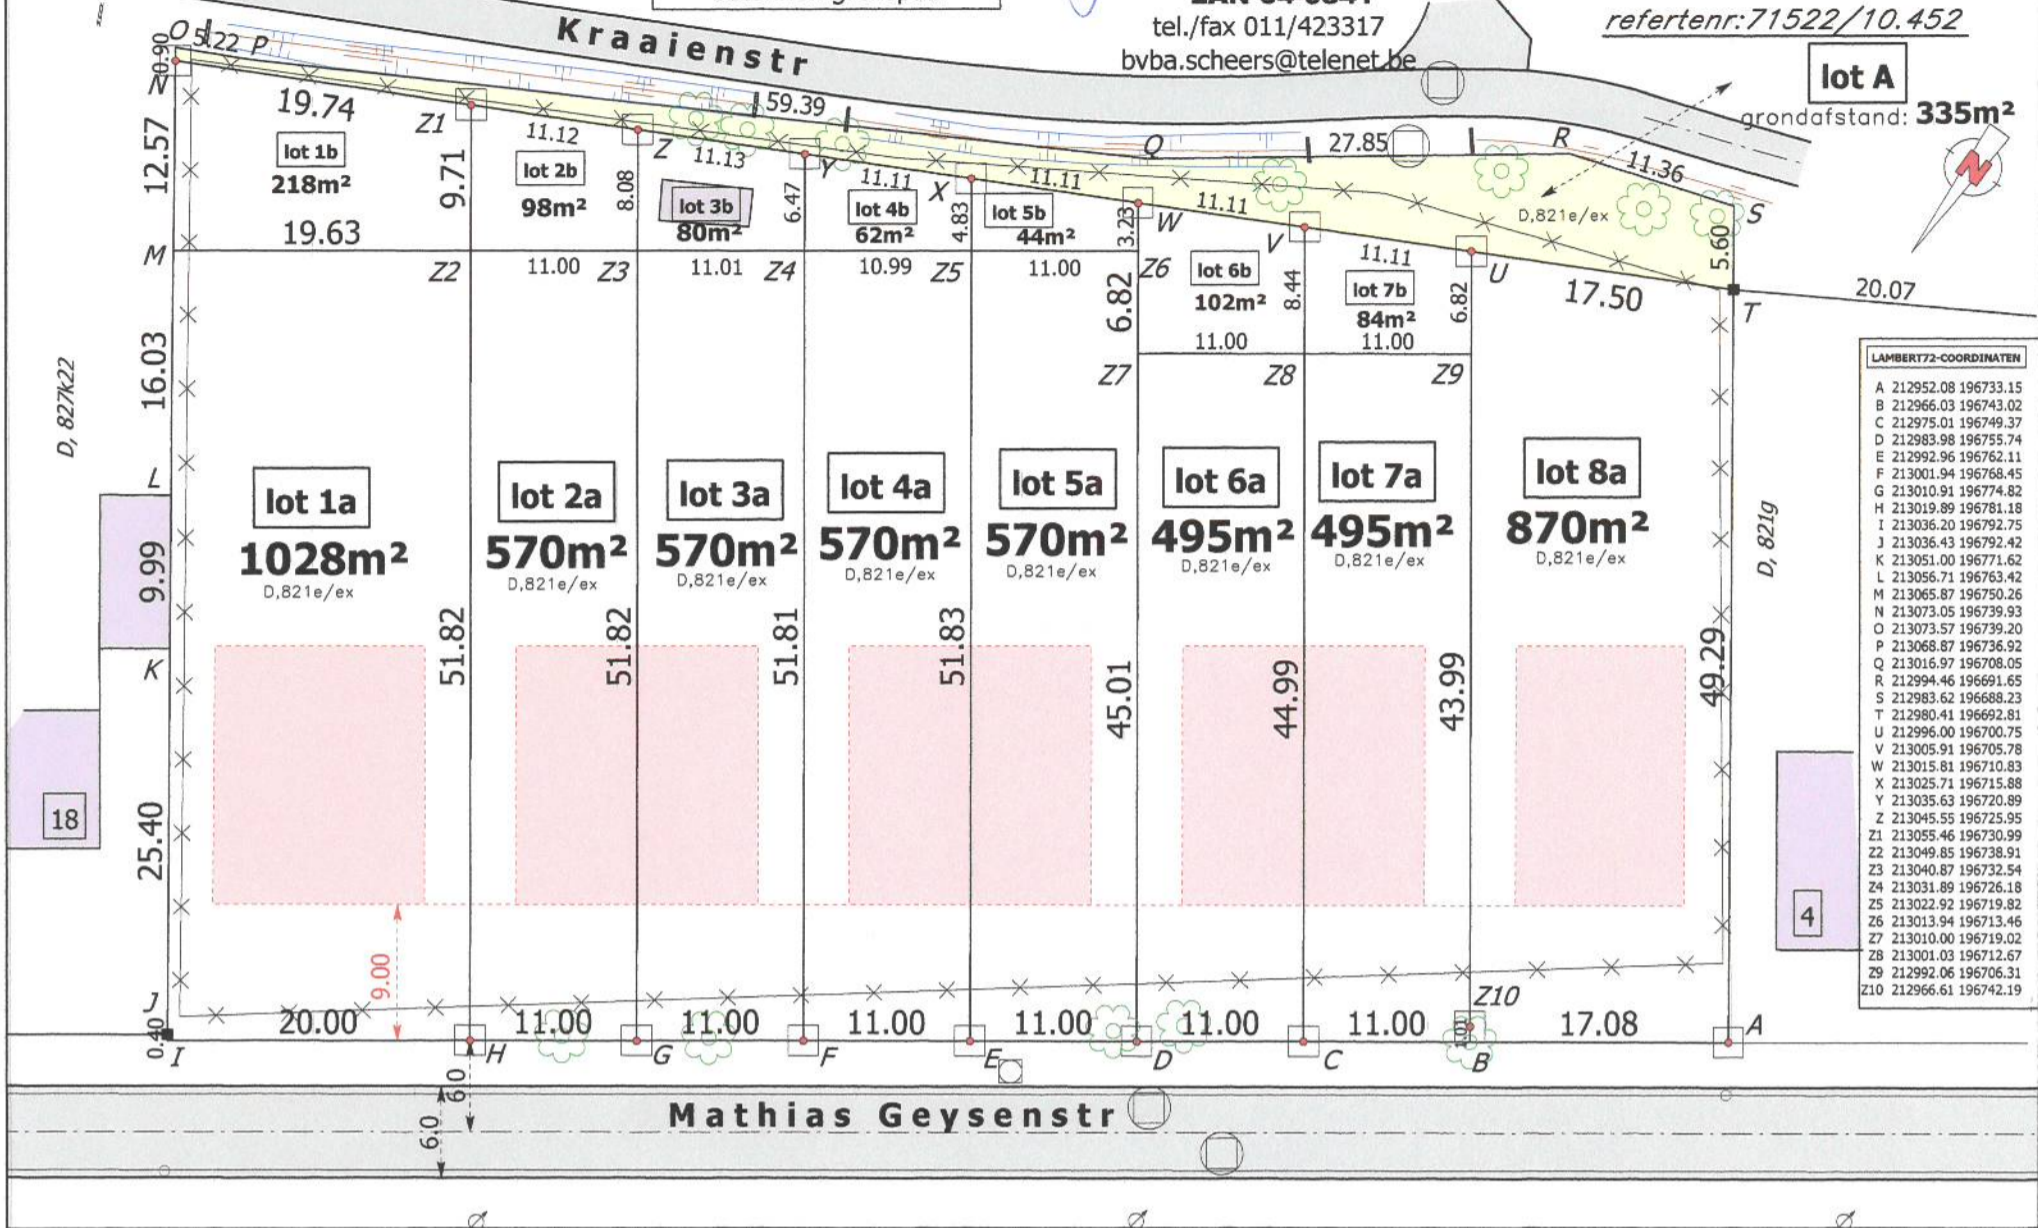 tel./fax 011/423317
bvba.scheers@telenet.be
refertenr:71522/10.452
Kraaienstr
lot A
grondafstand: 335m²
O 5.22 P
0.90
N
19.74
Z1
11.12
Z
11.13
59.39
Y
11.11
X
11.11
Q
27.85
R
11.36
S
W
11.11
V
11.11
U
17.50
5.60
T
20.07
D,821e/ex
N
12.57
lot 1b
218m²
19.63
9.71
lot 2b
98m²
8.08
lot 3b
80m²
6.47
lot 4b
62m²
4.83
lot 5b
44m²
3.23
M
Z2
11.00
Z3
11.01
Z4
10.99
Z5
11.00
Z6
6.82
lot 6b
102m²
11.00
8.44
lot 7b
84m²
11.00
6.82
Z7
Z8
Z9
D, 827k22
16.03
L
9.99
K
25.40
J
0.40
I
18
lot 1a
1028m²
D,821e/ex
lot 2a
570m²
D,821e/ex
lot 3a
570m²
D,821e/ex
lot 4a
570m²
D,821e/ex
lot 5a
570m²
D,821e/ex
lot 6a
495m²
D,821e/ex
lot 7a
495m²
D,821e/ex
lot 8a
870m²
D,821e/ex
D, 821g
51.82
51.82
51.81
51.83
45.01
44.99
43.99
49.29
4
9.00
Z10
1.01
20.00
11.00
11.00
11.00
11.00
11.00
11.00
17.08
A
H
G
F
E
D
C
B
6.0
6.0
Mathias Geysenstr
LAMBERT72-COORDINATEN
A 212952.08 196733.15
B 212966.03 196743.02
C 212975.01 196749.37
D 212983.98 196755.74
E 212992.96 196762.11
F 213001.94 196768.45
G 213010.91 196774.82
H 213019.89 196781.18
I 213036.20 196792.75
J 213036.43 196792.42
K 213051.00 196771.62
L 213056.71 196763.42
M 213065.87 196750.26
N 213073.05 196739.93
O 213073.57 196739.20
P 213068.87 196736.92
Q 213016.97 196708.05
R 212994.46 196691.65
S 212983.62 196688.23
T 212980.41 196692.81
U 212996.00 196700.75
V 213005.91 196705.78
W 213015.81 196710.83
X 213025.71 196715.88
Y 213035.63 196720.89
Z 213045.55 196725.95
Z1 213055.46 196730.99
Z2 213049.85 196738.91
Z3 213040.87 196732.54
Z4 213031.89 196726.18
Z5 213022.92 196719.82
Z6 213013.94 196713.46
Z7 213010.00 196719.02
Z8 213001.03 196712.67
Z9 212992.06 196706.31
Z10 212966.61 196742.19